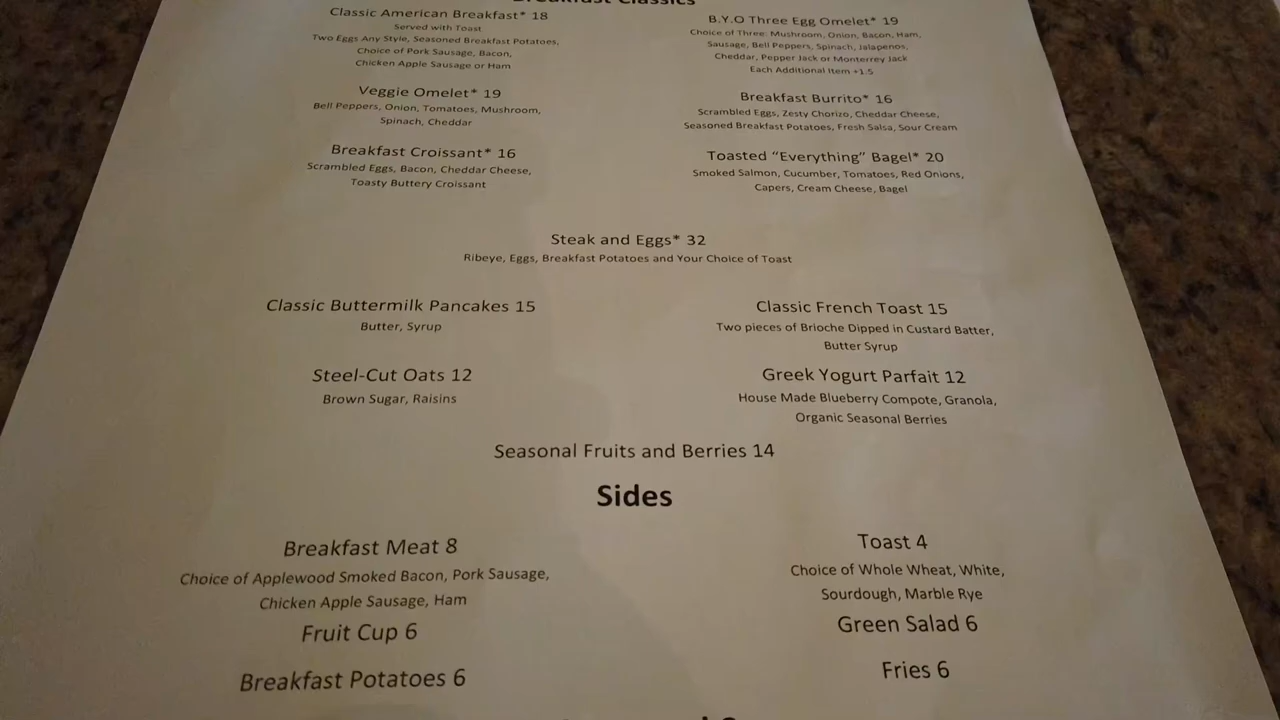 Breakfast Classics
Classic American Breakfast* 18
Served with Toast
Two Eggs Any Style, Seasoned Breakfast Potatoes,
Choice of Pork Sausage, Bacon,
Chicken Apple Sausage or Ham
Veggie Omelet* 19
Bell Peppers, Onion, Tomatoes, Mushroom,
Spinach, Cheddar
Breakfast Croissant* 16
Scrambled Eggs, Bacon, Cheddar Cheese,
Toasty Buttery Croissant
B.Y.O Three Egg Omelet* 19
Choice of Three: Mushroom, Onion, Bacon, Ham,
Sausage, Bell Peppers, Spinach, Jalapenos,
Cheddar, Pepper Jack or Monterrey Jack
Each Additional Item +1.5
Breakfast Burrito* 16
Scrambled Eggs, Zesty Chorizo, Cheddar Cheese,
Seasoned Breakfast Potatoes, Fresh Salsa, Sour Cream
Toasted “Everything” Bagel* 20
Smoked Salmon, Cucumber, Tomatoes, Red Onions,
Capers, Cream Cheese, Bagel
Steak and Eggs* 32
Ribeye, Eggs, Breakfast Potatoes and Your Choice of Toast
Classic Buttermilk Pancakes 15
Butter, Syrup
Steel-Cut Oats 12
Brown Sugar, Raisins
Classic French Toast 15
Two pieces of Brioche Dipped in Custard Batter,
Butter Syrup
Greek Yogurt Parfait 12
House Made Blueberry Compote, Granola,
Organic Seasonal Berries
Seasonal Fruits and Berries 14
Sides
Breakfast Meat 8
Choice of Applewood Smoked Bacon, Pork Sausage,
Chicken Apple Sausage, Ham
Fruit Cup 6
Breakfast Potatoes 6
Toast 4
Choice of Whole Wheat, White,
Sourdough, Marble Rye
Green Salad 6
Fries 6